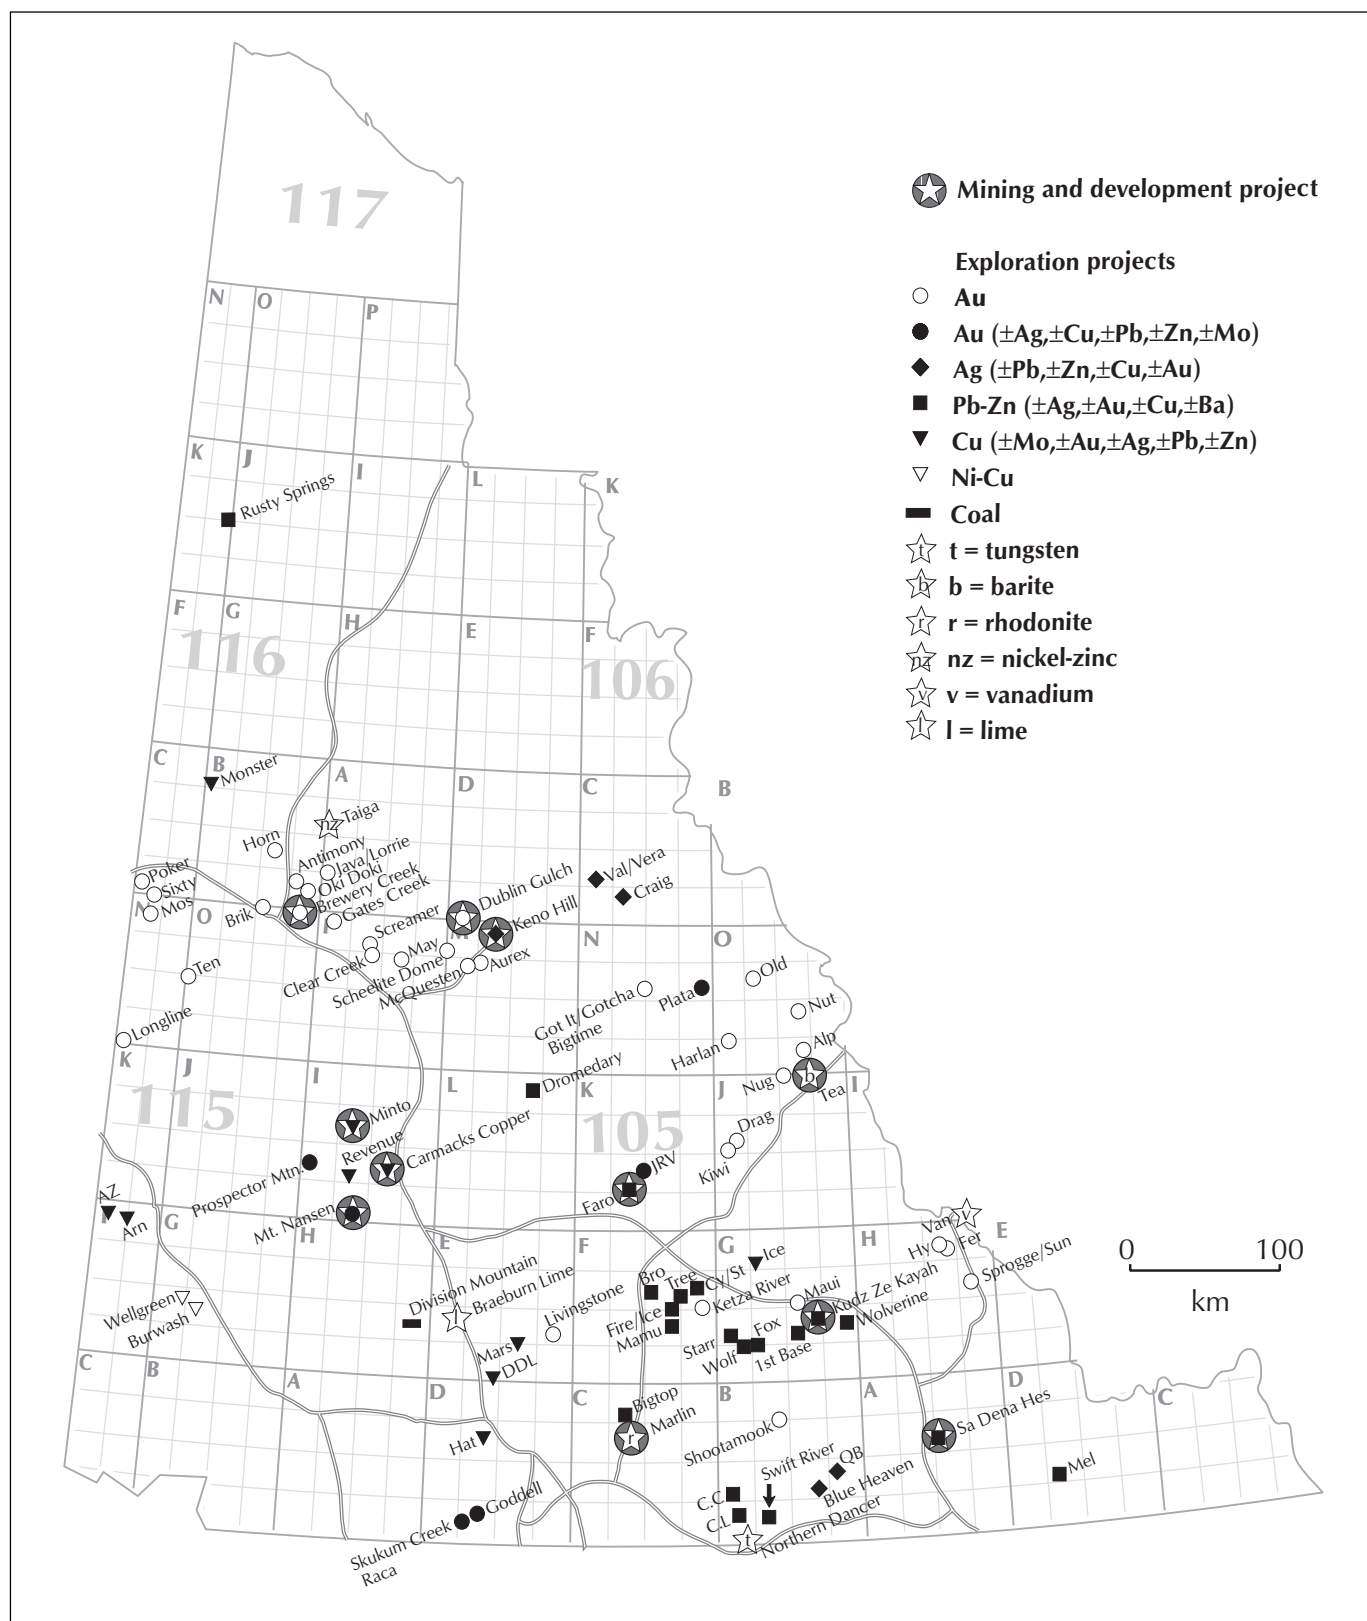 117
Mining and development project
Exploration projects
Au
Au (±Ag,±Cu,±Pb,±Zn,±Mo)
Ag (±Pb,±Zn,±Cu,±Au)
Pb-Zn (±Ag,±Au,±Cu,±Ba)
Cu (±Mo,±Au,±Ag,±Pb,±Zn)
Ni-Cu
Coal
t t = tungsten
b b = barite
r r = rhodonite
nz nz = nickel-zinc
v v = vanadium
l l = lime
N O P
K J I L K
Rusty Springs
F G H E F
116
106
C B A D C B
Monster
nz Taiga
Horn
Antimony
Java/Lorrie
Oki Doki
Brewery Creek
Gates Creek
Poker
Sixty
Mos
Brik
O
Dublin Gulch
Keno Hill
Val/Vera
Craig
N O
Screamer
Clear Creek
May
Scheelite Dome
McQuesten
Aurex
Ten
Longline
Got It/Gotcha
Bigtime
Plata
Old
Nut
Harlan
Alp
Nug
b
Tea
K J I L K J I
115
105
Dromedary
Minto
Revenue
Carmacks Copper
Prospector Mtn.
Mt. Nansen
Drag
Kiwi
JRV
Faro
AZ
Arn
G H E F G H E
Van
v
Hy
Fer
Sprogge/Sun
0 100
km
Wellgreen
Burwash
Division Mountain
Braeburn Lime
l
Livingstone
Mars
DDL
Bro
Tree
Cy/St
Ice
Fire/Ice
Mamu
Ketza River
Maui
Kudz Ze Kayah
Wolverine
Starr
Wolf
Fox
1st Base
C B A D C B A D C
Bigtop
r
Marlin
Shootamook
Sa Dena Hes
Mel
Hat
Swift River
QB
Blue Heaven
C.C
C.L
t
Northern Dancer
Goddell
Skukum Creek
Raca